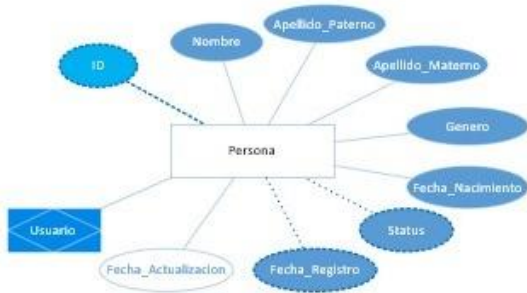 Apellido_Paterno
Nombre
ID
Apellido_Materno
Genero
Persona
Fecha_Nacimiento
Usuario
Status
Fecha_Actualizacion
Fecha_Registro